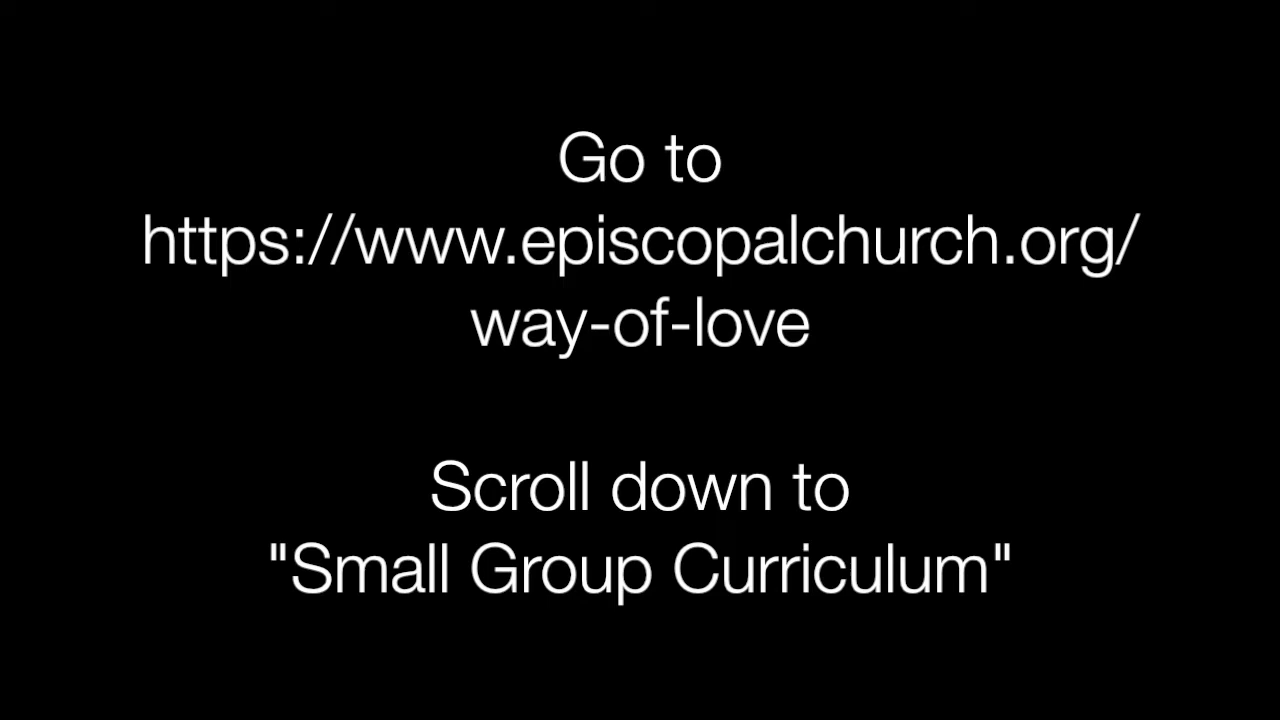 Go to
https://www.episcopalchurch.org/
way-of-love
Scroll down to
"Small Group Curriculum"